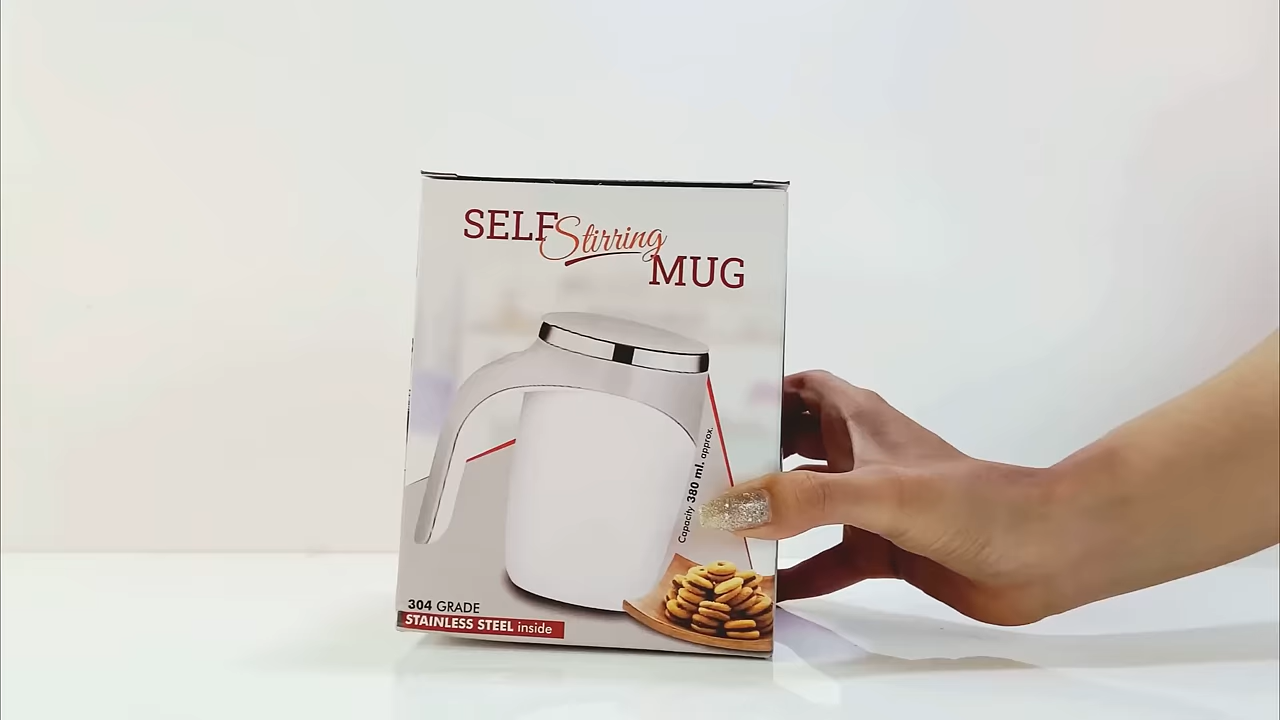 SELF Stirring
MUG
Capacity 380 ml. approx.
304 GRADE
STAINLESS STEEL inside